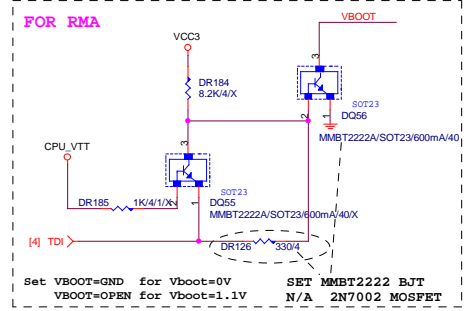 FOR RMA
VBOOT
VCC3
3
DR184
8.2K/4/X
SOT23
2
1
DQ56
MMBT2222A/SOT23/600mA/40
CPU_VTT
3
SOT23
DR185
1K/4/1/X
2
1
DQ55
MMBT2222A/SOT23/600mA/40/X
[4] TDI
DR126
330/4
Set VBOOT=GND for Vboot=0V
VBOOT=OPEN for Vboot=1.1V
SET MMBT2222 BJT
N/A 2N7002 MOSFET